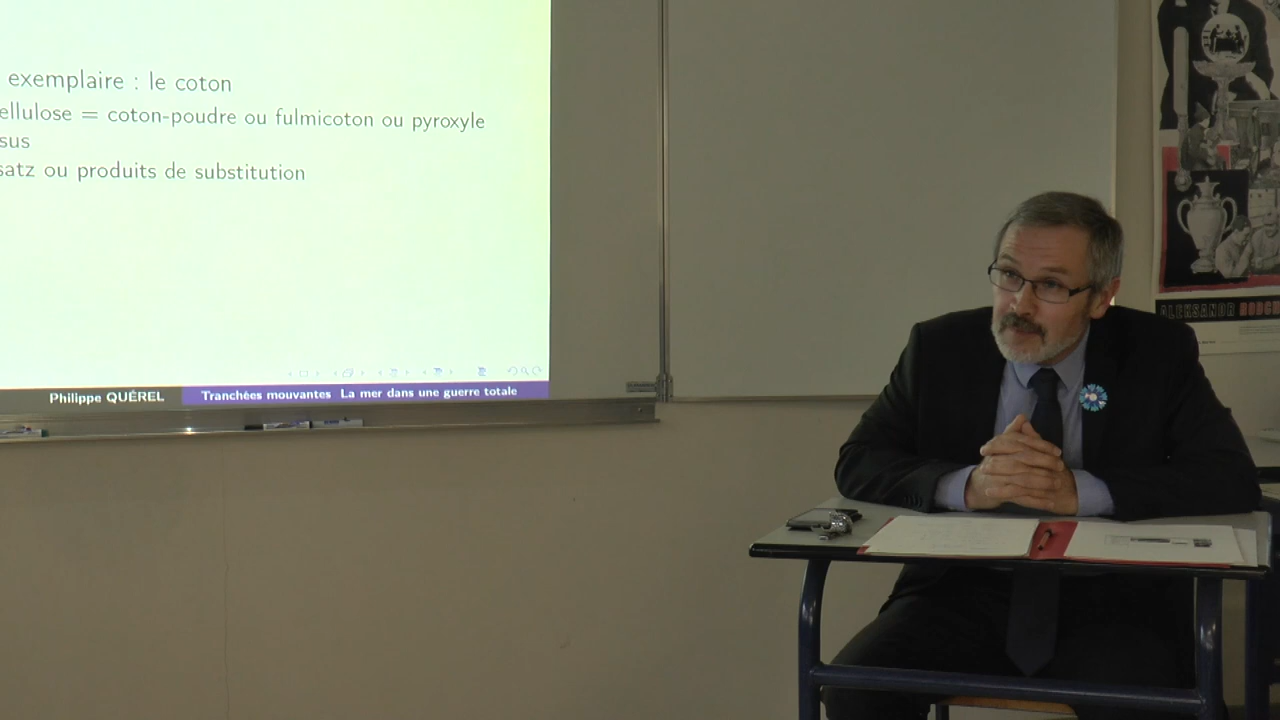 exemplaire : le coton
ellulose = coton-poudre ou fulmicoton ou pyroxyle
sus
satz ou produits de substitution
Philippe QUÉREL Tranchées mouvantes La mer dans une guerre totale
ALEKSANDR RODCH